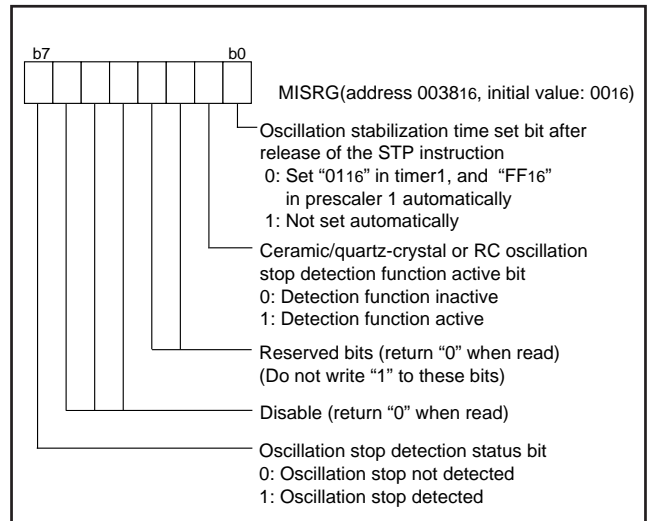 b7 b0
MISRG(address 003816, initial value: 0016)
Oscillation stabilization time set bit after
release of the STP instruction
0: Set “0116” in timer1, and “FF16”
in prescaler 1 automatically
1: Not set automatically
Ceramic/quartz-crystal or RC oscillation
stop detection function active bit
0: Detection function inactive
1: Detection function active
Reserved bits (return “0” when read)
(Do not write “1” to these bits)
Disable (return “0” when read)
Oscillation stop detection status bit
0: Oscillation stop not detected
1: Oscillation stop detected